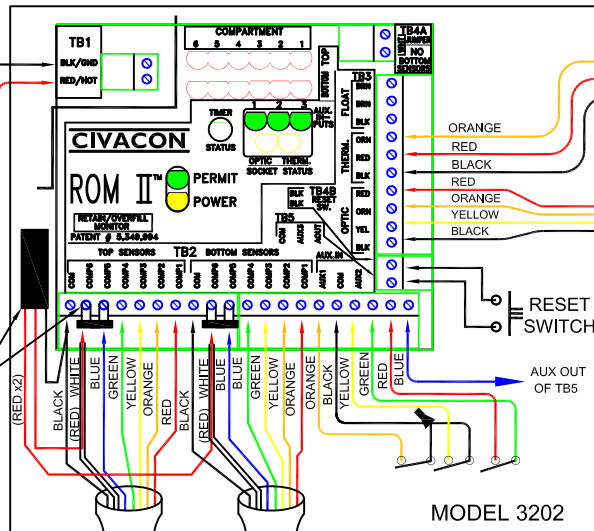 TB1
BLK/GND
RED/HOT
COMPARTMENT
6 5 4 3 2 1
TOP
BOTTOM
TB4A
JUMPER
NO
BOTTOM
SENSORS
TB3
FLOAT
BRN
BRN
BLK
THERM.
ORN
RED
BLK
OPTIC
RED
ORN
YEL
BLK
TIMER
STATUS
1 2 3
AUX.
INPUTS
OPTIC
SOCKET
THERM.
STATUS
CIVACON
ROM II™
PERMIT
POWER
RETAIN/OVERFILL
MONITOR
PATENT # 5,349,994
BLK
BLK
TB4B
RESET
SW.
TB5
COM
AUX3
AOUT
TB2
TOP SENSORS
BOTTOM SENSORS
AUX.IN
COM
COMP6
COMP5
COMP4
COMP3
COMP2
COMP1
COM
COMP6
COMP5
COMP4
COMP3
COMP2
COMP1
AUX1
COM
AUX2
ORANGE
RED
BLACK
RED
ORANGE
YELLOW
BLACK
RESET
SWITCH
AUX OUT
OF TB5
(RED x2)
BLACK
(RED) WHITE
BLUE
GREEN
YELLOW
ORANGE
RED
BLACK
(RED) WHITE
BLUE
GREEN
YELLOW
ORANGE
RED
ORANGE
BLACK
YELLOW
GREEN
RED
BLUE
MODEL 3202